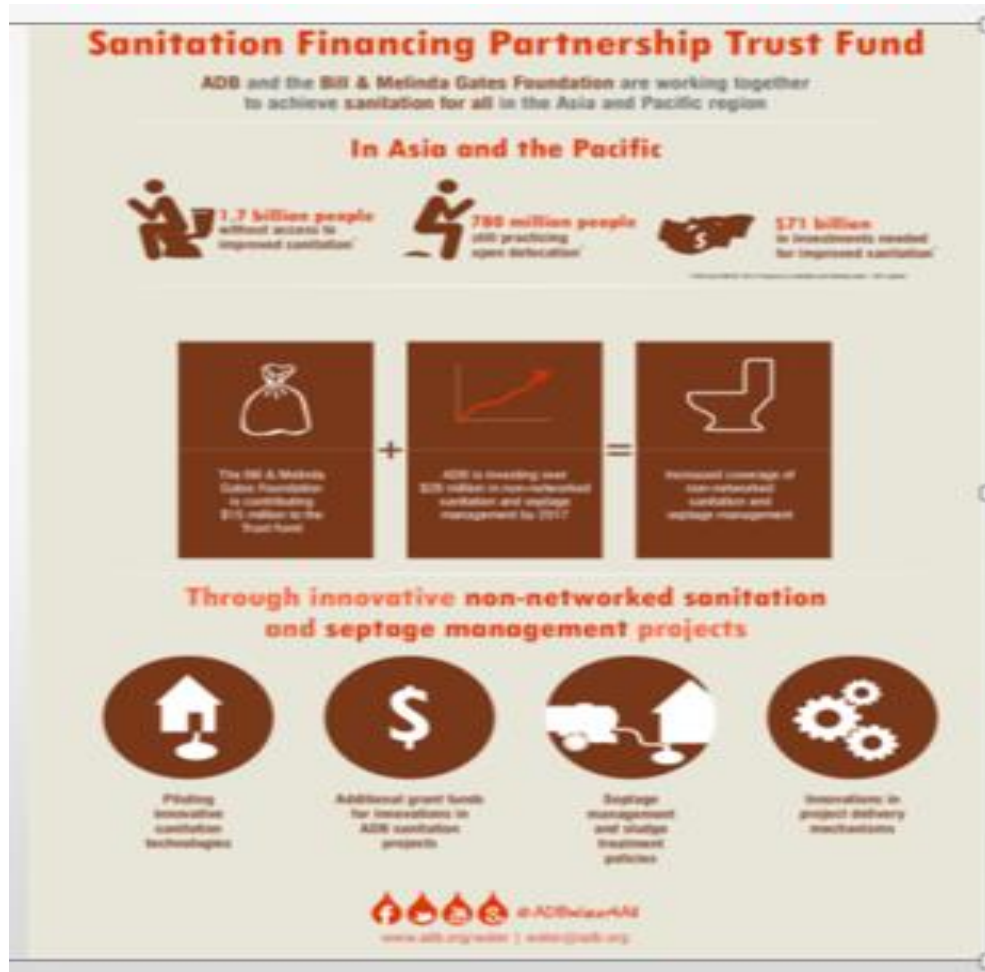 Sanitation Financing Partnership Trust Fund
ADB and the Bill & Melinda Gates Foundation are working together
to achieve sanitation for all in the Asia and Pacific region
In Asia and the Pacific
1.7 billion people
without access to
improved sanitation
780 million people
still practicing
open defecation
$71 billion
in investments needed
for improved sanitation
$
The Bill & Melinda
Gates Foundation
is contributing
$15 million to the
Trust Fund
+
ADB is investing over
million in non-networked
sanitation and septage
management by 2017
=
Increased coverage of
non-networked
sanitation and
septage management
Through innovative non-networked sanitation
and septage management projects
$
Piloting
innovative
sanitation
technologies
Additional grant funds
for innovations in
ADB sanitation
projects
Septage
management
and sludge
treatment
policies
Innovations in
project delivery
mechanisms
@ADBwater4All
www.adb.org/water | water@adb.org